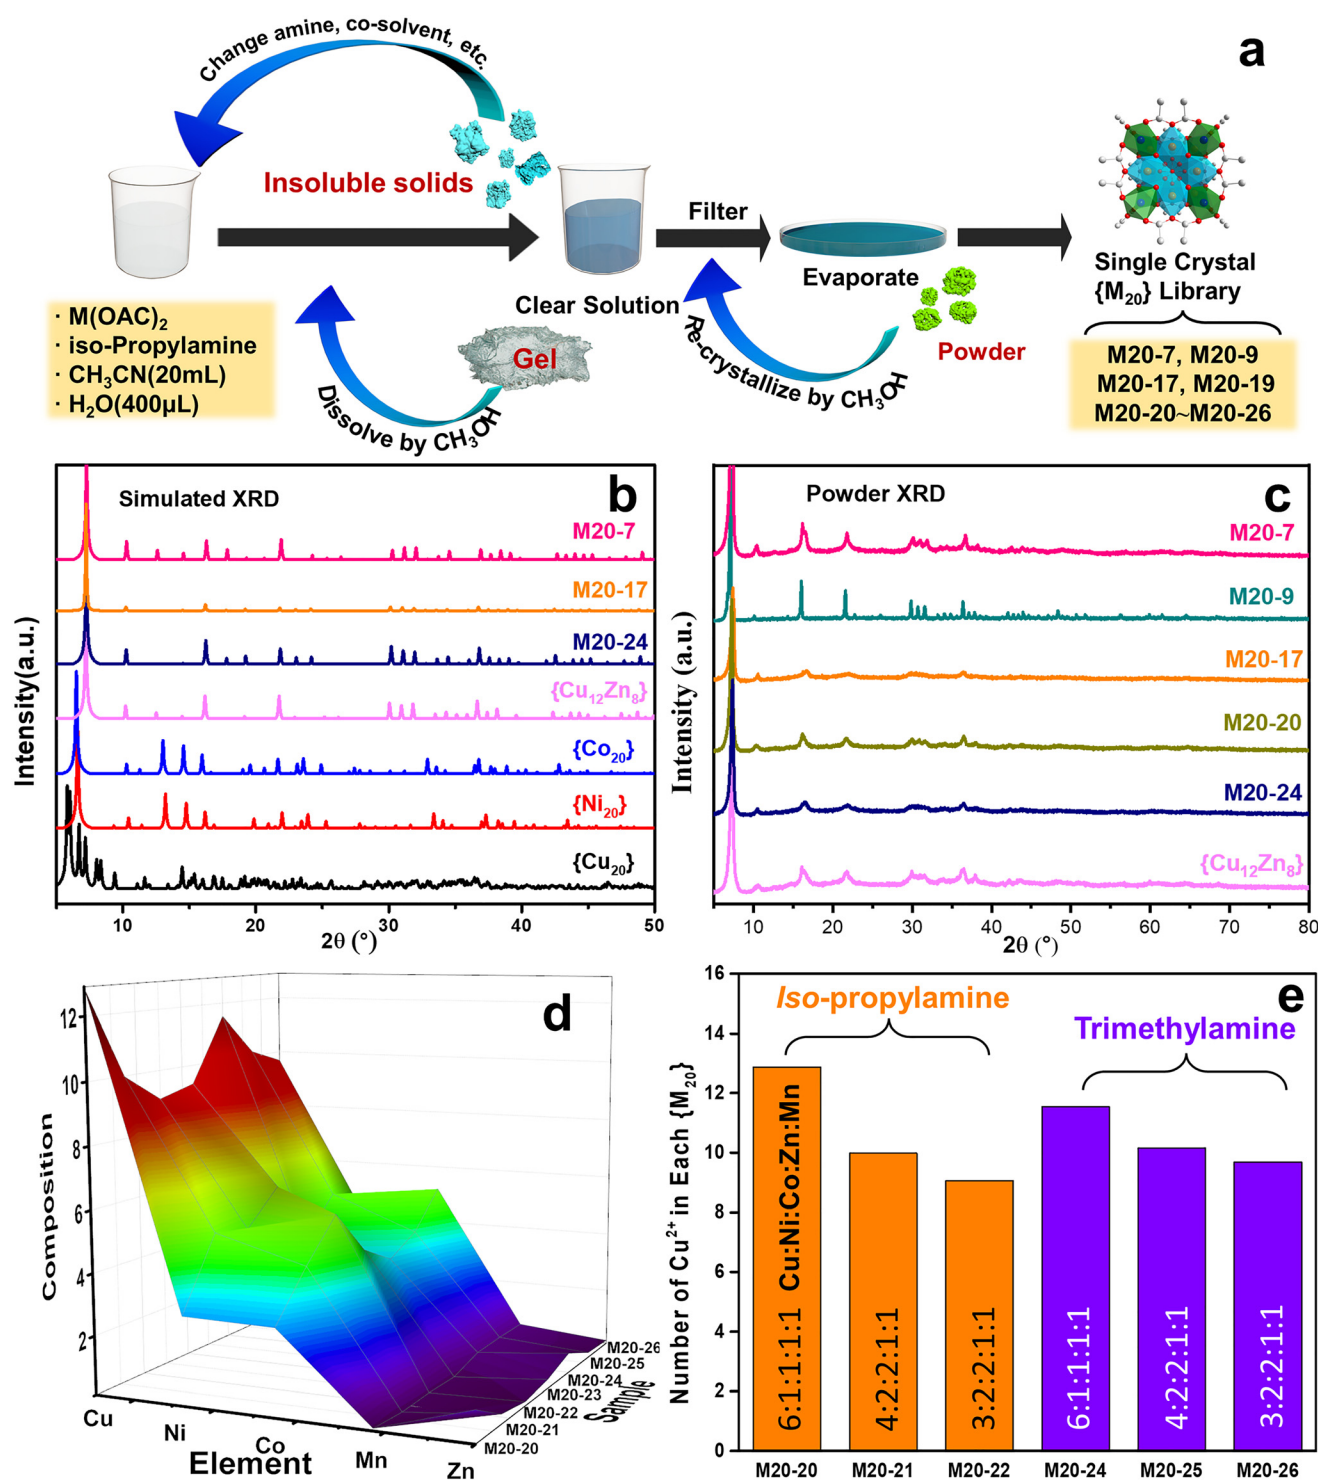 a
Change amine, co-solvent, etc.
Insoluble solids
Filter
Evaporate
Clear Solution
Gel
Dissolve by CH₃OH
Re-crystallize by CH₃OH
Powder
· M(OAC)₂
· iso-Propylamine
· CH₃CN(20mL)
· H₂O(400µL)
Single Crystal
{M₂₀} Library
M20-7, M20-9
M20-17, M20-19
M20-20~M20-26
b
Simulated XRD
M20-7
M20-17
M20-24
{Cu₁₂Zn₈}
{Co₂₀}
{Ni₂₀}
{Cu₂₀}
Intensity(a.u.)
10 20 30 40 50
2θ (°)
c
Powder XRD
M20-7
M20-9
M20-17
M20-20
M20-24
{Cu₁₂Zn₈}
Intensity (a.u.)
10 20 30 40 50 60 70 80
2θ (°)
d
12
10
8
6
4
2
Composition
Cu Ni Co Mn Zn
Element
M20-26
M20-25
M20-24
M20-23
M20-22
M20-21
M20-20
Sample
e
Iso-propylamine
Trimethylamine
16
14
12
10
8
6
4
2
0
Number of Cu²⁺ in Each {M₂₀}
6:1:1:1:1 Cu:Ni:Co:Zn:Mn
4:2:2:1:1
3:2:2:1:1
6:1:1:1:1
4:2:2:1:1
3:2:2:1:1
M20-20 M20-21 M20-22 M20-24 M20-25 M20-26